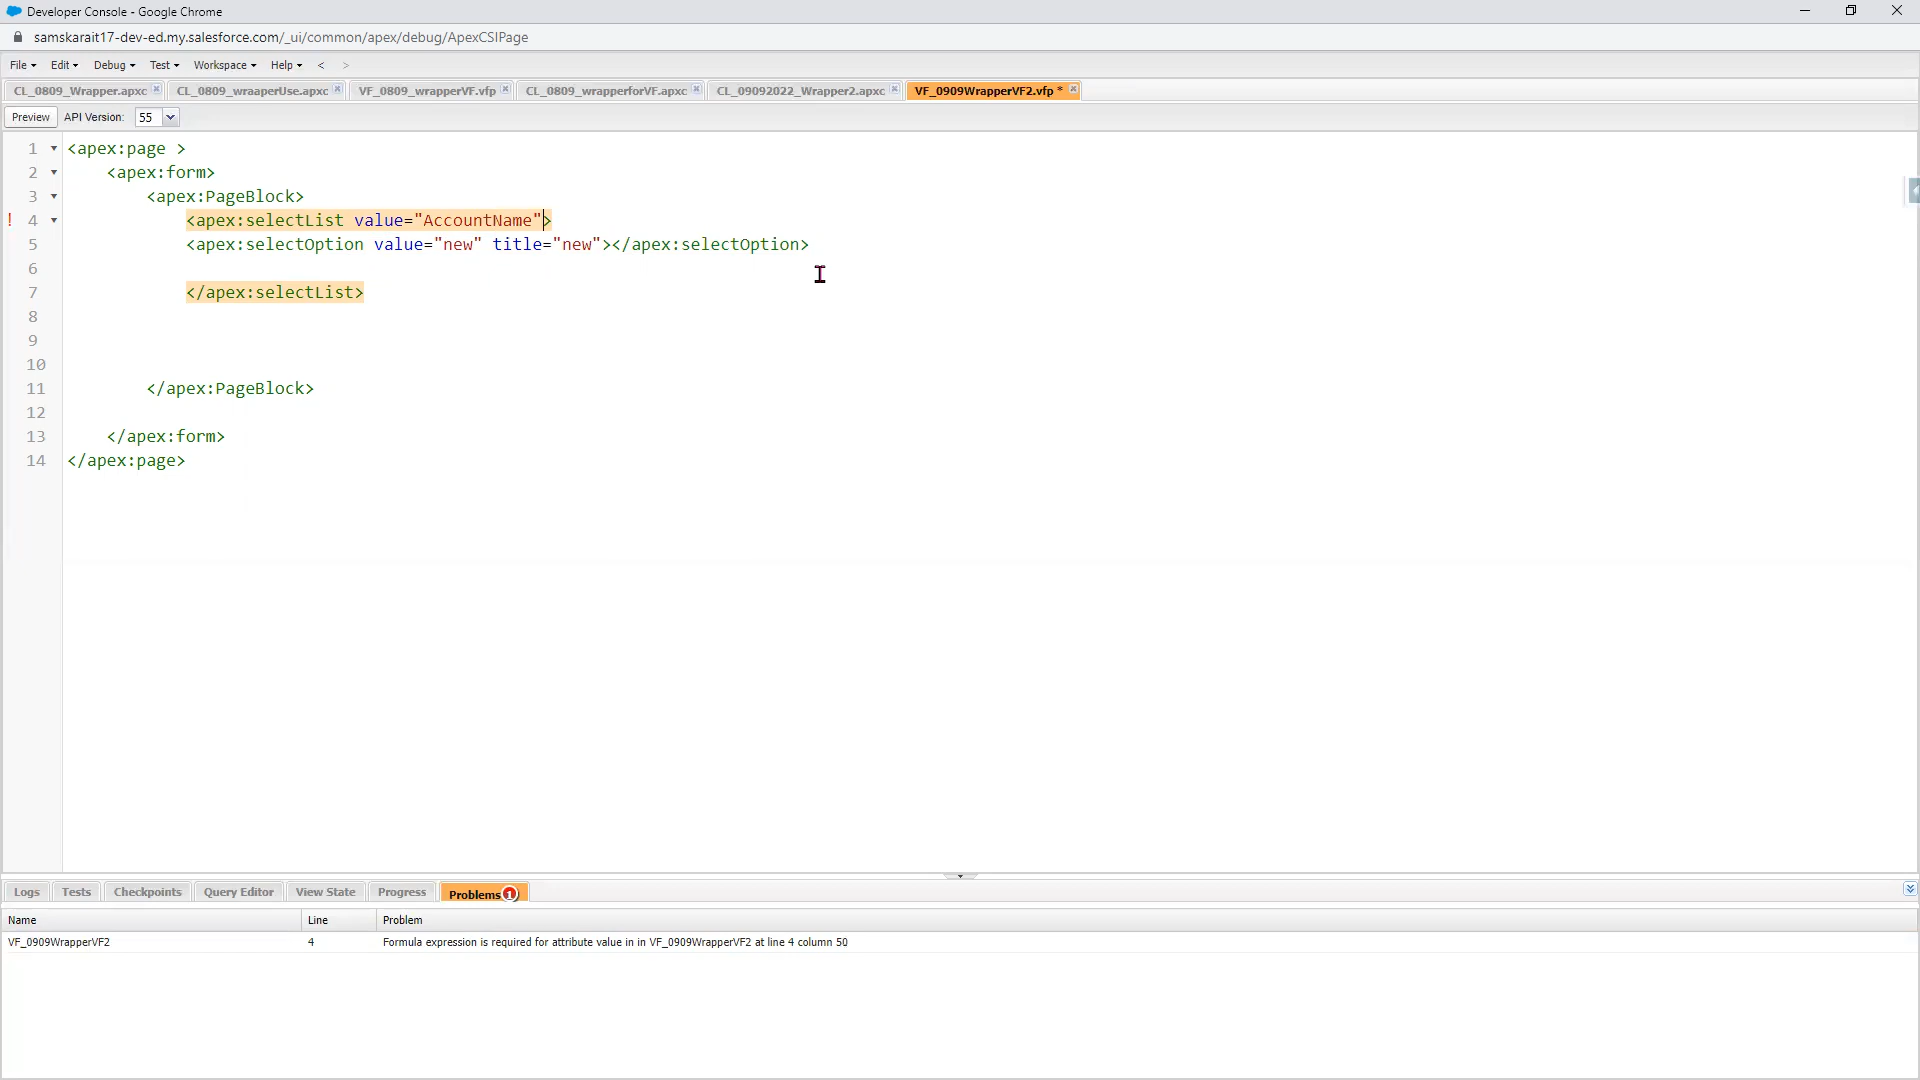 Developer Console - Google Chrome
samskarait17-dev-ed.my.salesforce.com/_ui/common/apex/debug/ApexCSIPage
File Edit Debug Test Workspace Help < >
CL_0809_Wrapper.apxc CL_0809_wraaperUse.apxc VF_0809_wrapperVF.vfp CL_0809_wrapperforVF.apxc CL_09092022_Wrapper2.apxc VF_0909WrapperVF2.vfp *
Preview API Version: 55
1 <apex:page >
2 <apex:form>
3 <apex:PageBlock>
! 4 <apex:selectList value="AccountName">
5 <apex:selectOption value="new" title="new"></apex:selectOption>
6
7 </apex:selectList>
8
9
10
11 </apex:PageBlock>
12
13 </apex:form>
14 </apex:page>
Logs Tests Checkpoints Query Editor View State Progress Problems 1
Name Line Problem
VF_0909WrapperVF2 4 Formula expression is required for attribute value in in VF_0909WrapperVF2 at line 4 column 50